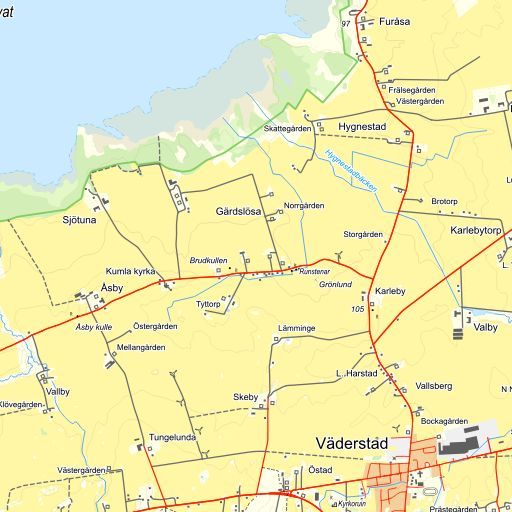 vat
97
Furåsa
Frälsegården
Västergården
Skattegården
Hygnestad
Hygnestadbäcken
Sjötuna
Gärdslösa
Norrgården
Brotorp
Storgården
Karlebytorp
Brudkullen
Kumla kyrka
Runstenar
L
Åsby
Grönlund
Karleby
Tyttorp
105
Åsby kulle
Östergården
Lämminge
Valby
Mellangården
L. Harstad
Vallby
Vallsberg
N N
Klövegården
Skeby
Bockagården
Tungelunda
Väderstad
Västergården
Östad
Kyrkoruin
Prästegården